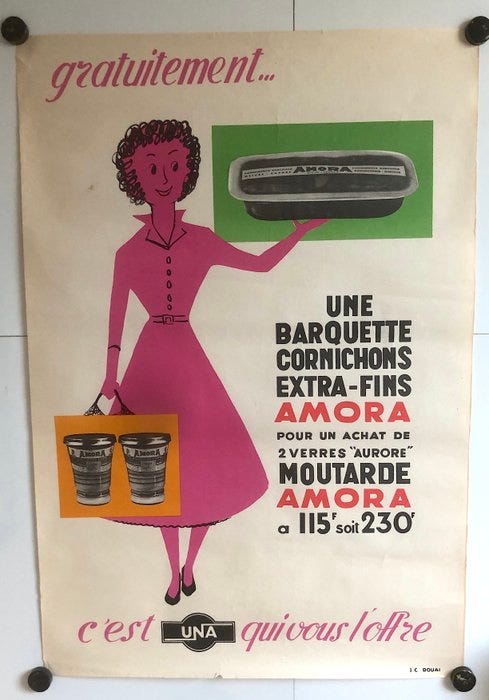 gratuitement...
AMORA
UNE
BARQUETTE
CORNICHONS
EXTRA-FINS
AMORA
POUR UN ACHAT DE
2 VERRES "AURORE"
MOUTARDE
AMORA
a 115F soit 230F
AMORA AMORA
c'est UNA qui vous l'offre
J. C. DOUAI